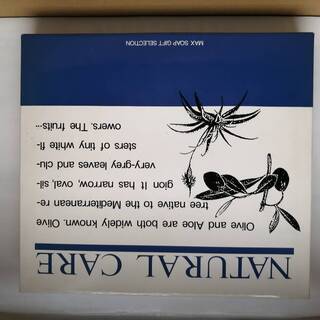 NATURAL CARE
Olive and Aloe are both widely known. Olive
tree native to the Mediterranean re-
gion It has narrow, oval, sil-
very-grey leaves and clu-
sters of tiny white fl-
owers. The fruits···
MAX SOAP GIFT SELECTION